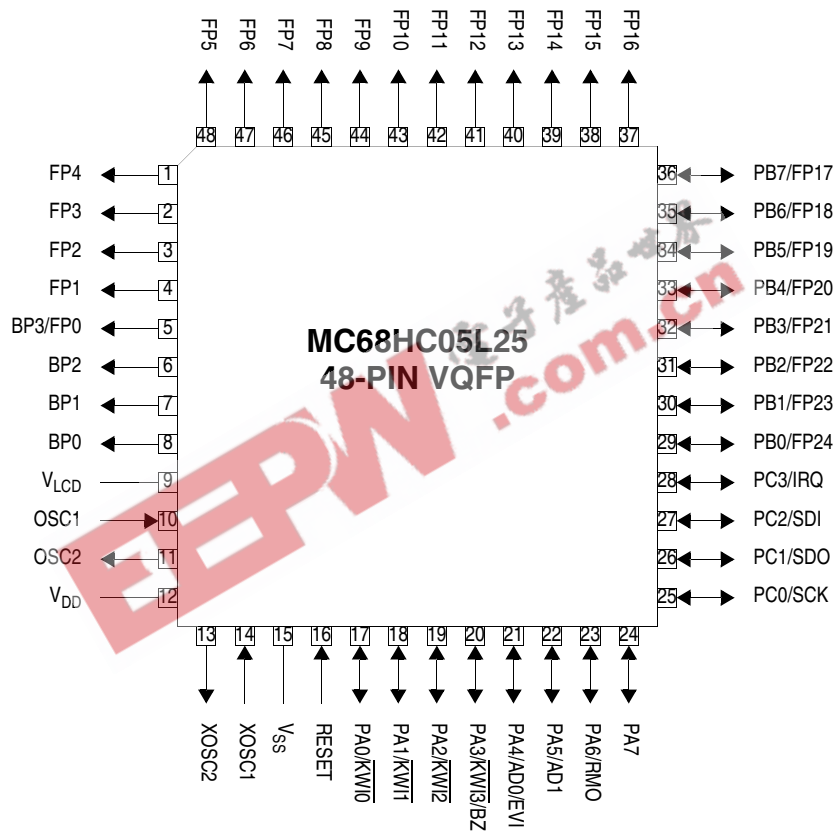 FP5 FP6 FP7 FP8 FP9 FP10 FP11 FP12 FP13 FP14 FP15 FP16
48 47 46 45 44 43 42 41 40 39 38 37
FP4 1 36 PB7/FP17
FP3 2 35 PB6/FP18
FP2 3 34 PB5/FP19
FP1 4 33 PB4/FP20
BP3/FP0 5 32 PB3/FP21
BP2 6 31 PB2/FP22
BP1 7 30 PB1/FP23
BP0 8 29 PB0/FP24
VLCD 9 28 PC3/IRQ
OSC1 10 27 PC2/SDI
OSC2 11 26 PC1/SDO
VDD 12 25 PC0/SCK
MC68HC05L25
48-PIN VQFP
13 14 15 16 17 18 19 20 21 22 23 24
XOSC2 XOSC1 VSS RESET PA0/KWI0 PA1/KWI1 PA2/KWI2 PA3/KWI3/BZ PA4/AD0/EVI PA5/AD1 PA6/RMO PA7
EEPW
.com.cn
電子產品世界